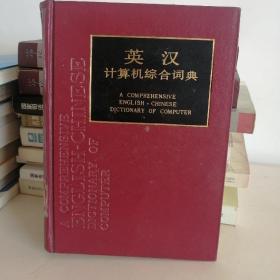 英汉
计算机综合词典
A COMPREHENSIVE
ENGLISH - CHINESE
DICTIONARY OF COMPUTER
A COMPREHENSIVE
ENGLISH-CHINESE
DICTIONARY OF
COMPUTER